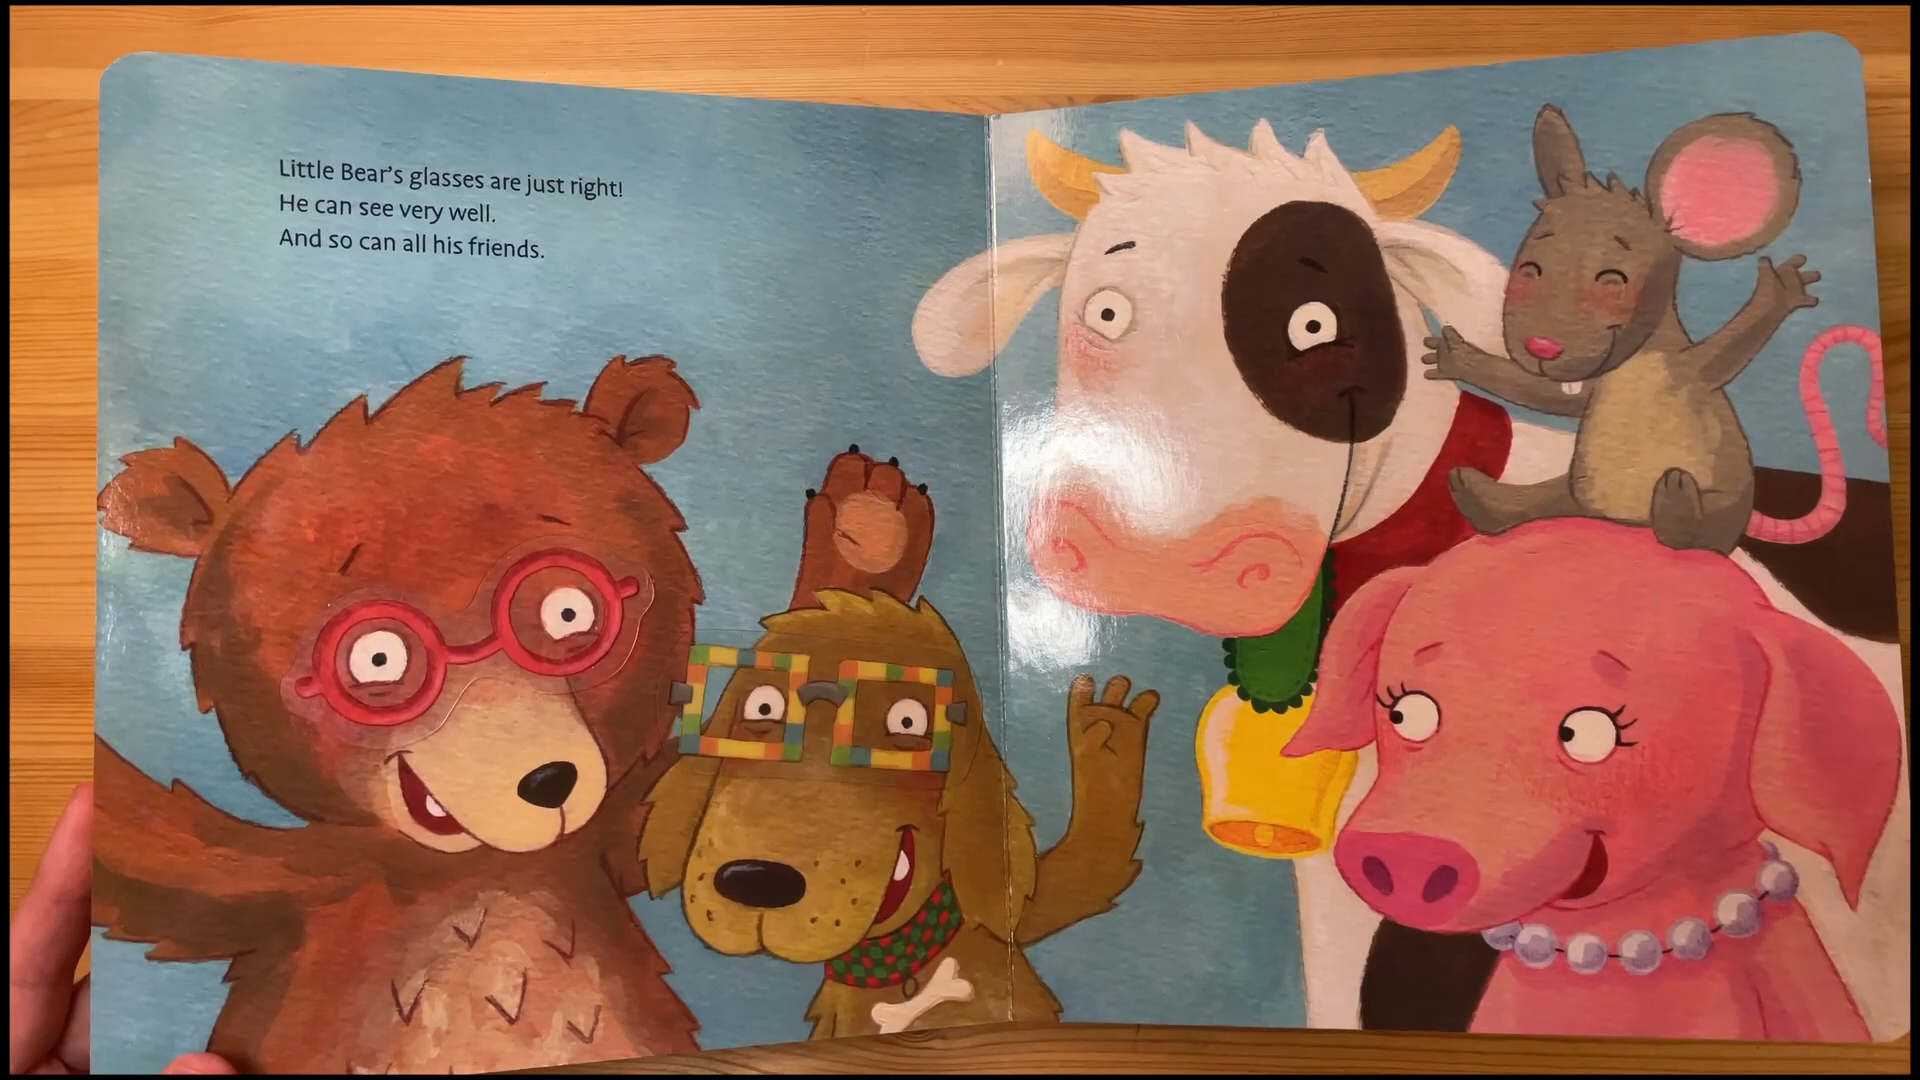 Little Bear's glasses are just right!
He can see very well.
And so can all his friends.